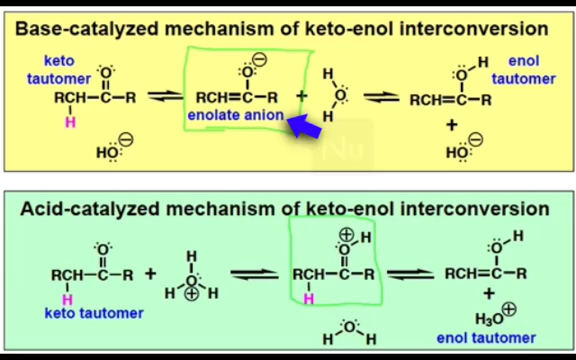 Base-catalyzed mechanism of keto-enol interconversion
keto
tautomer
O
RCH—C—R
H
HO⊖
⊖
O
RCH=C—R
enolate anion
+
H
O
H
O—H
enol
tautomer
RCH=C—R
+
HO⊖
Nu
Acid-catalyzed mechanism of keto-enol interconversion
O
RCH—C—R
H
keto tautomer
+
H
O
H ⊕ H
⊕ H
O
RCH—C—R
H
H O H
H
O
RCH=C—R
+
H3O⊕
enol tautomer